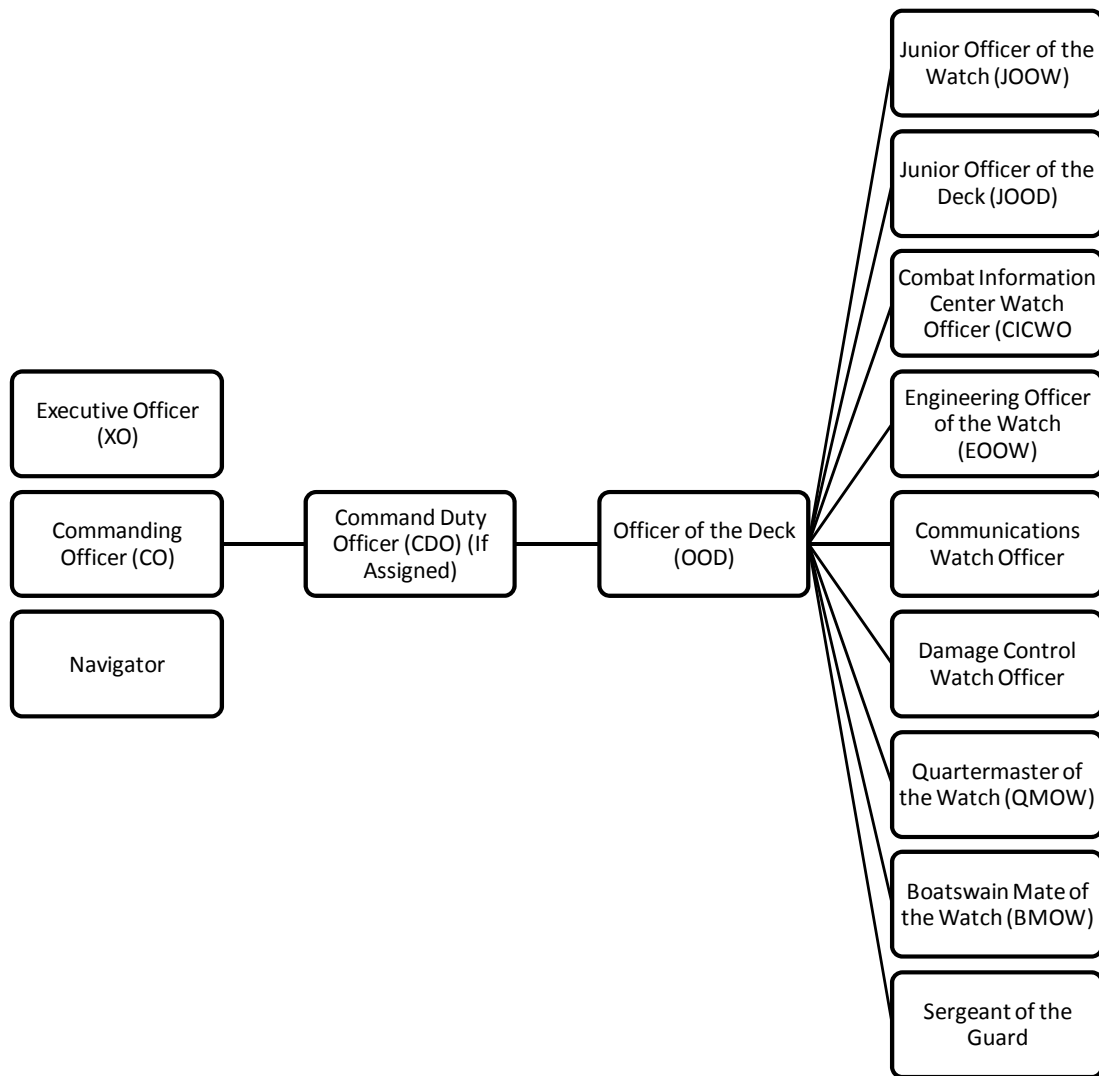 Executive Officer
(XO)
Commanding
Officer (CO)
Navigator
Command Duty
Officer (CDO) (If
Assigned)
Officer of the Deck
(OOD)
Junior Officer of the
Watch (JOOW)
Junior Officer of the
Deck (JOOD)
Combat Information
Center Watch
Officer (CICWO
Engineering Officer
of the Watch
(EOOW)
Communications
Watch Officer
Damage Control
Watch Officer
Quartermaster of
the Watch (QMOW)
Boatswain Mate of
the Watch (BMOW)
Sergeant of the
Guard